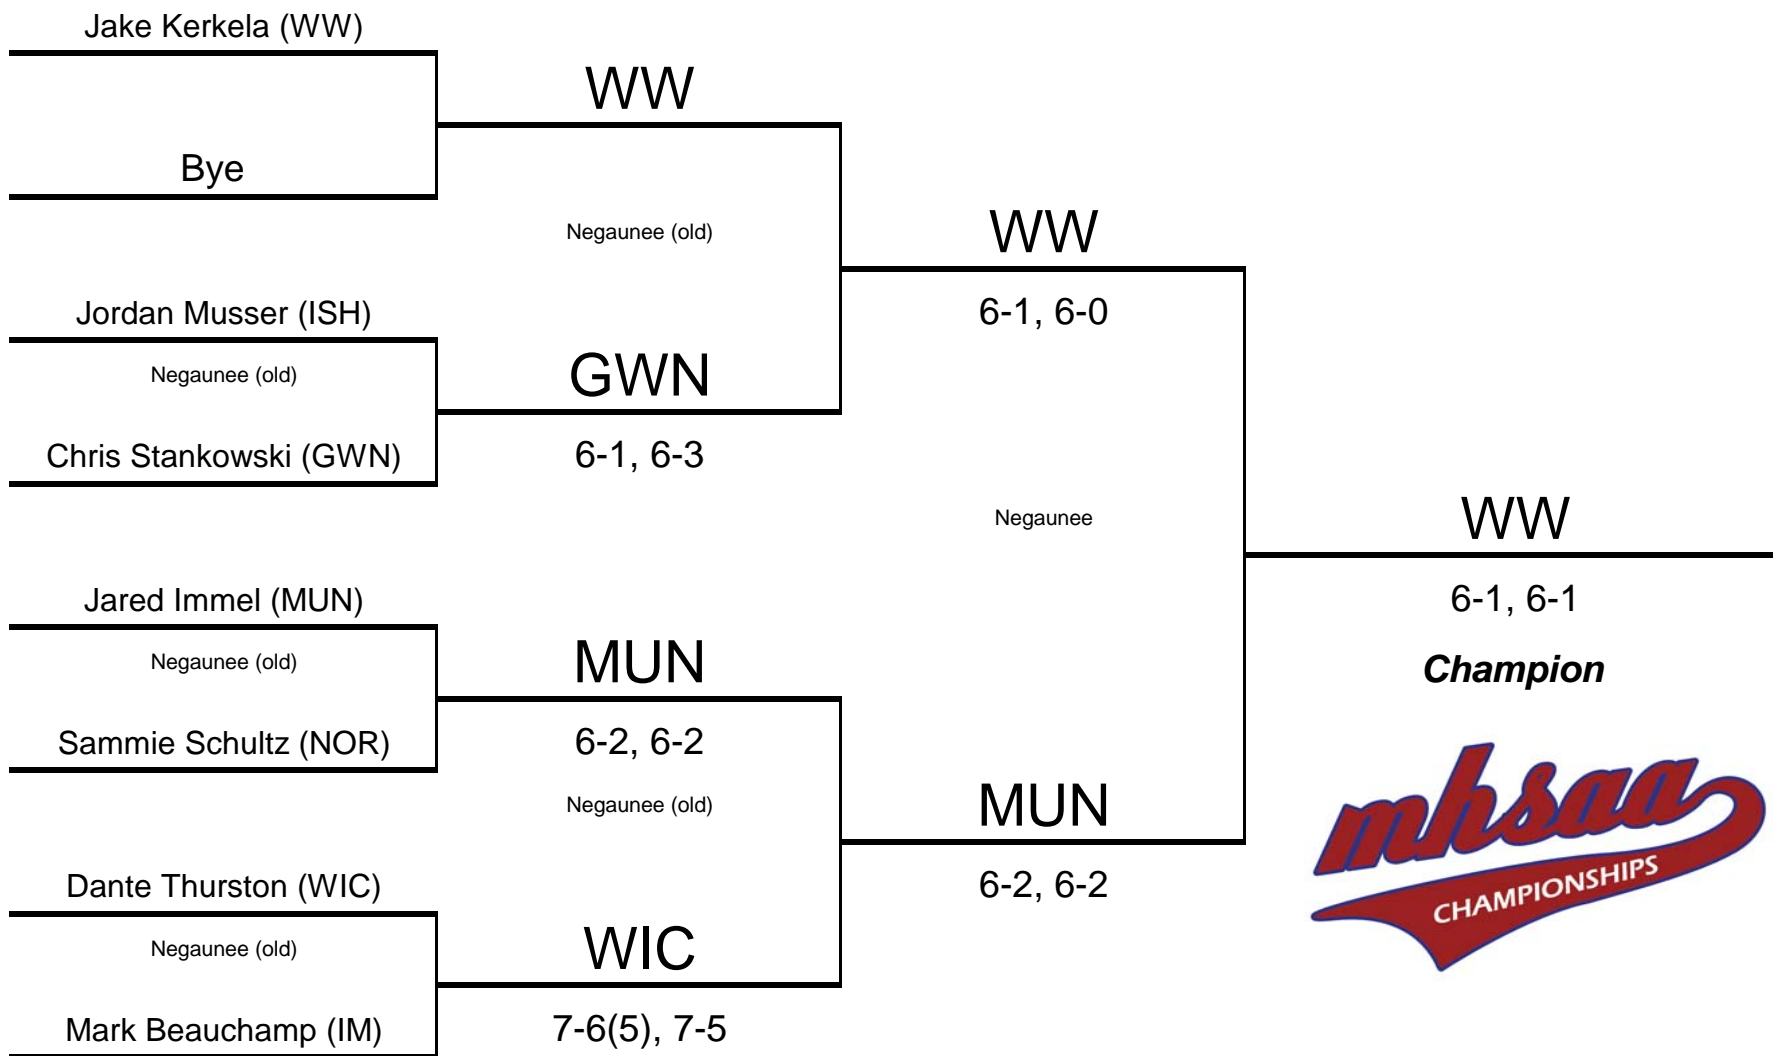 Jake Kerkela (WW)
WW
Bye
Negaunee (old)
WW
Jordan Musser (ISH)
6-1, 6-0
Negaunee (old)
GWN
Chris Stankowski (GWN)
6-1, 6-3
Negaunee
WW
Jared Immel (MUN)
6-1, 6-1
Negaunee (old)
MUN
Champion
Sammie Schultz (NOR)
6-2, 6-2
Negaunee (old)
MUN
mhsaa
CHAMPIONSHIPS
Dante Thurston (WIC)
6-2, 6-2
Negaunee (old)
WIC
Mark Beauchamp (IM)
7-6(5), 7-5